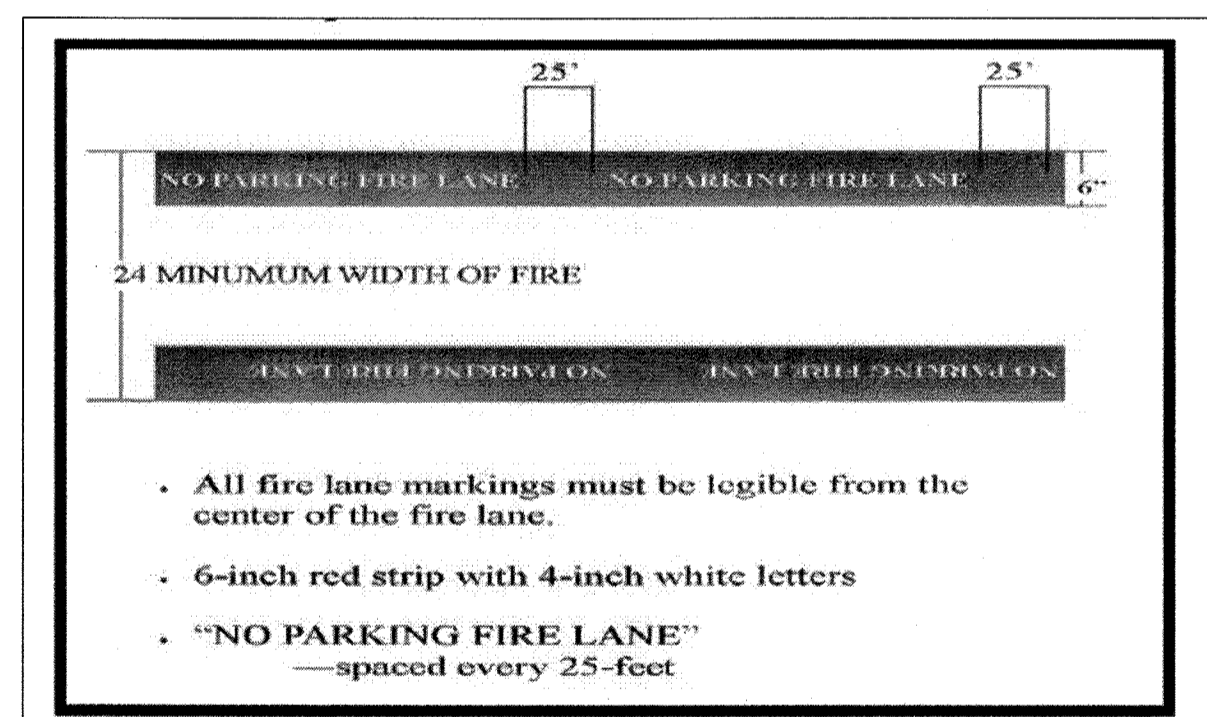 25’ 25’
NO PARKING FIRE LANE NO PARKING FIRE LANE
6“
24 MINUMUM WIDTH OF FIRE
NO PARKING FIRE LANE NO PARKING FIRE LANE
• All fire lane markings must be legible from the
center of the fire lane.
• 6-inch red strip with 4-inch white letters
• “NO PARKING FIRE LANE”
—spaced every 25-feet